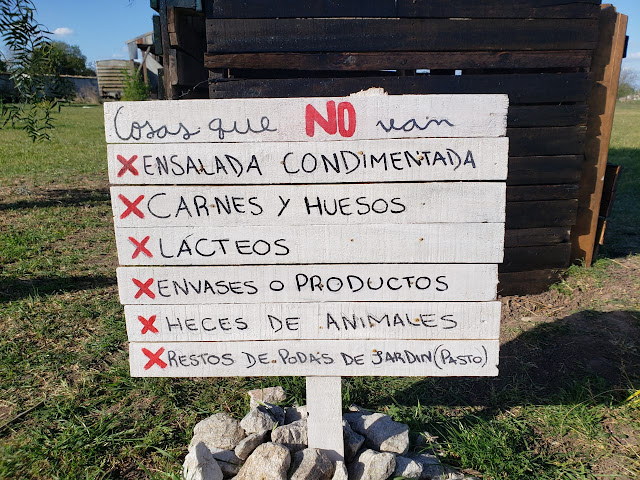 Cosas que NO van
X ENSALADA CONDIMENTADA
X CARNES Y HUESOS
X LÁCTEOS
X ENVASES O PRODUCTOS
X HECES DE ANIMALES
X RESTOS DE PODAS DE JARDIN (PASTO)